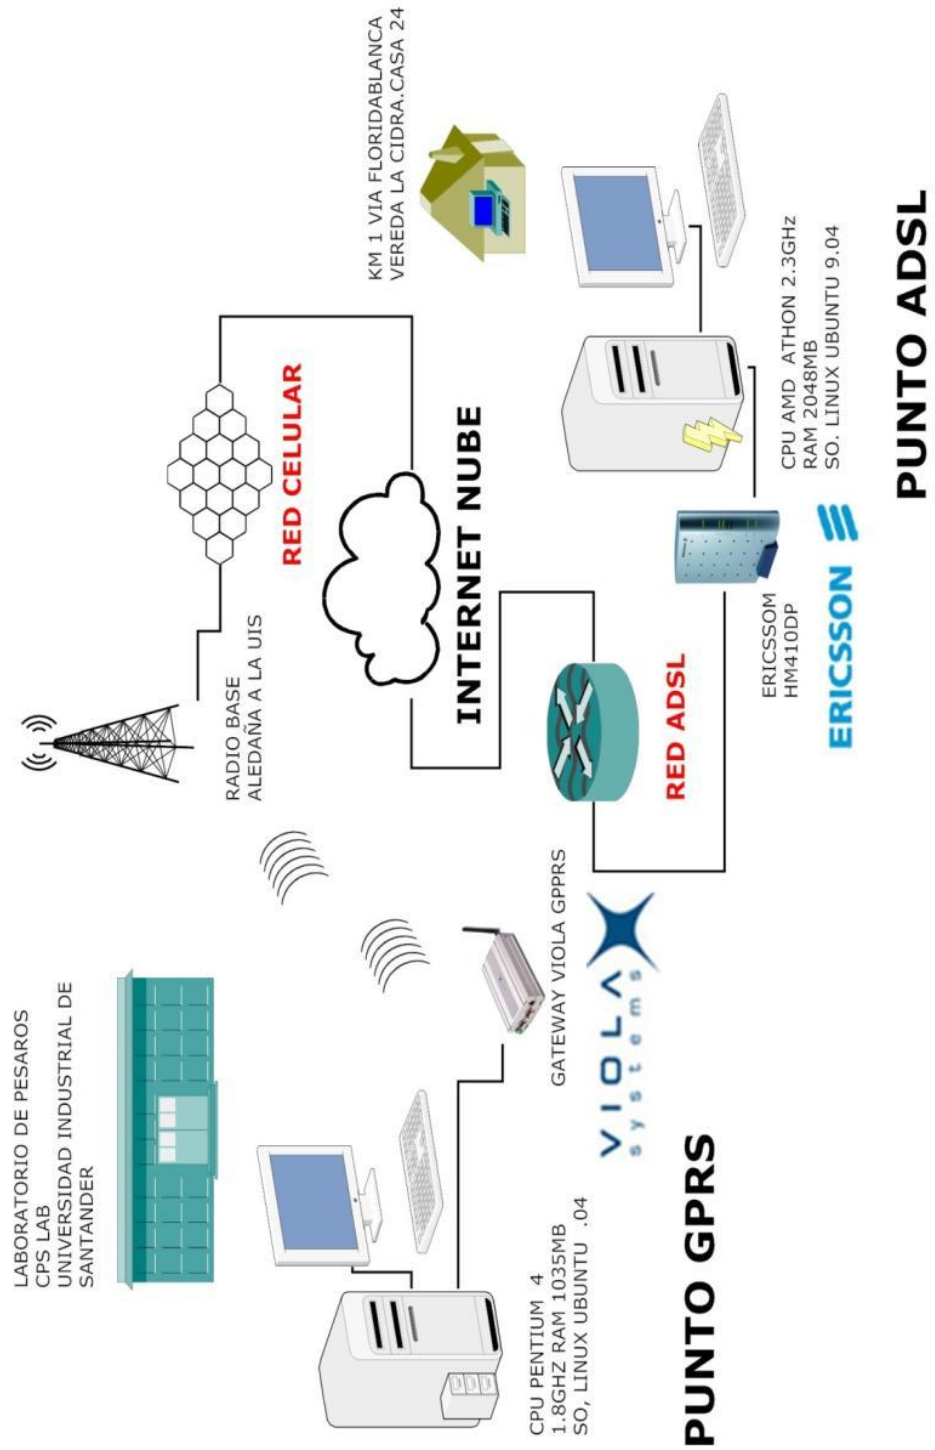 LABORATORIO DE PESAROS
CPS LAB
UNIVERSIDAD INDUSTRIAL DE
SANTANDER
RADIO BASE
ALEDAÑA A LA UIS
RED CELULAR
KM 1 VIA FLORIDABLANCA
VEREDA LA CIDRA.CASA 24
INTERNET NUBE
CPU PENTIUM 4
1.8GHZ RAM 1035MB
SO, LINUX UBUNTU .04
GATEWAY VIOLA GPPRS
VIOLA
systems
RED ADSL
ERICSSOM
HM410DP
ERICSSON
CPU AMD ATHON 2.3GHz
RAM 2048MB
SO. LINUX UBUNTU 9.04
PUNTO GPRS
PUNTO ADSL